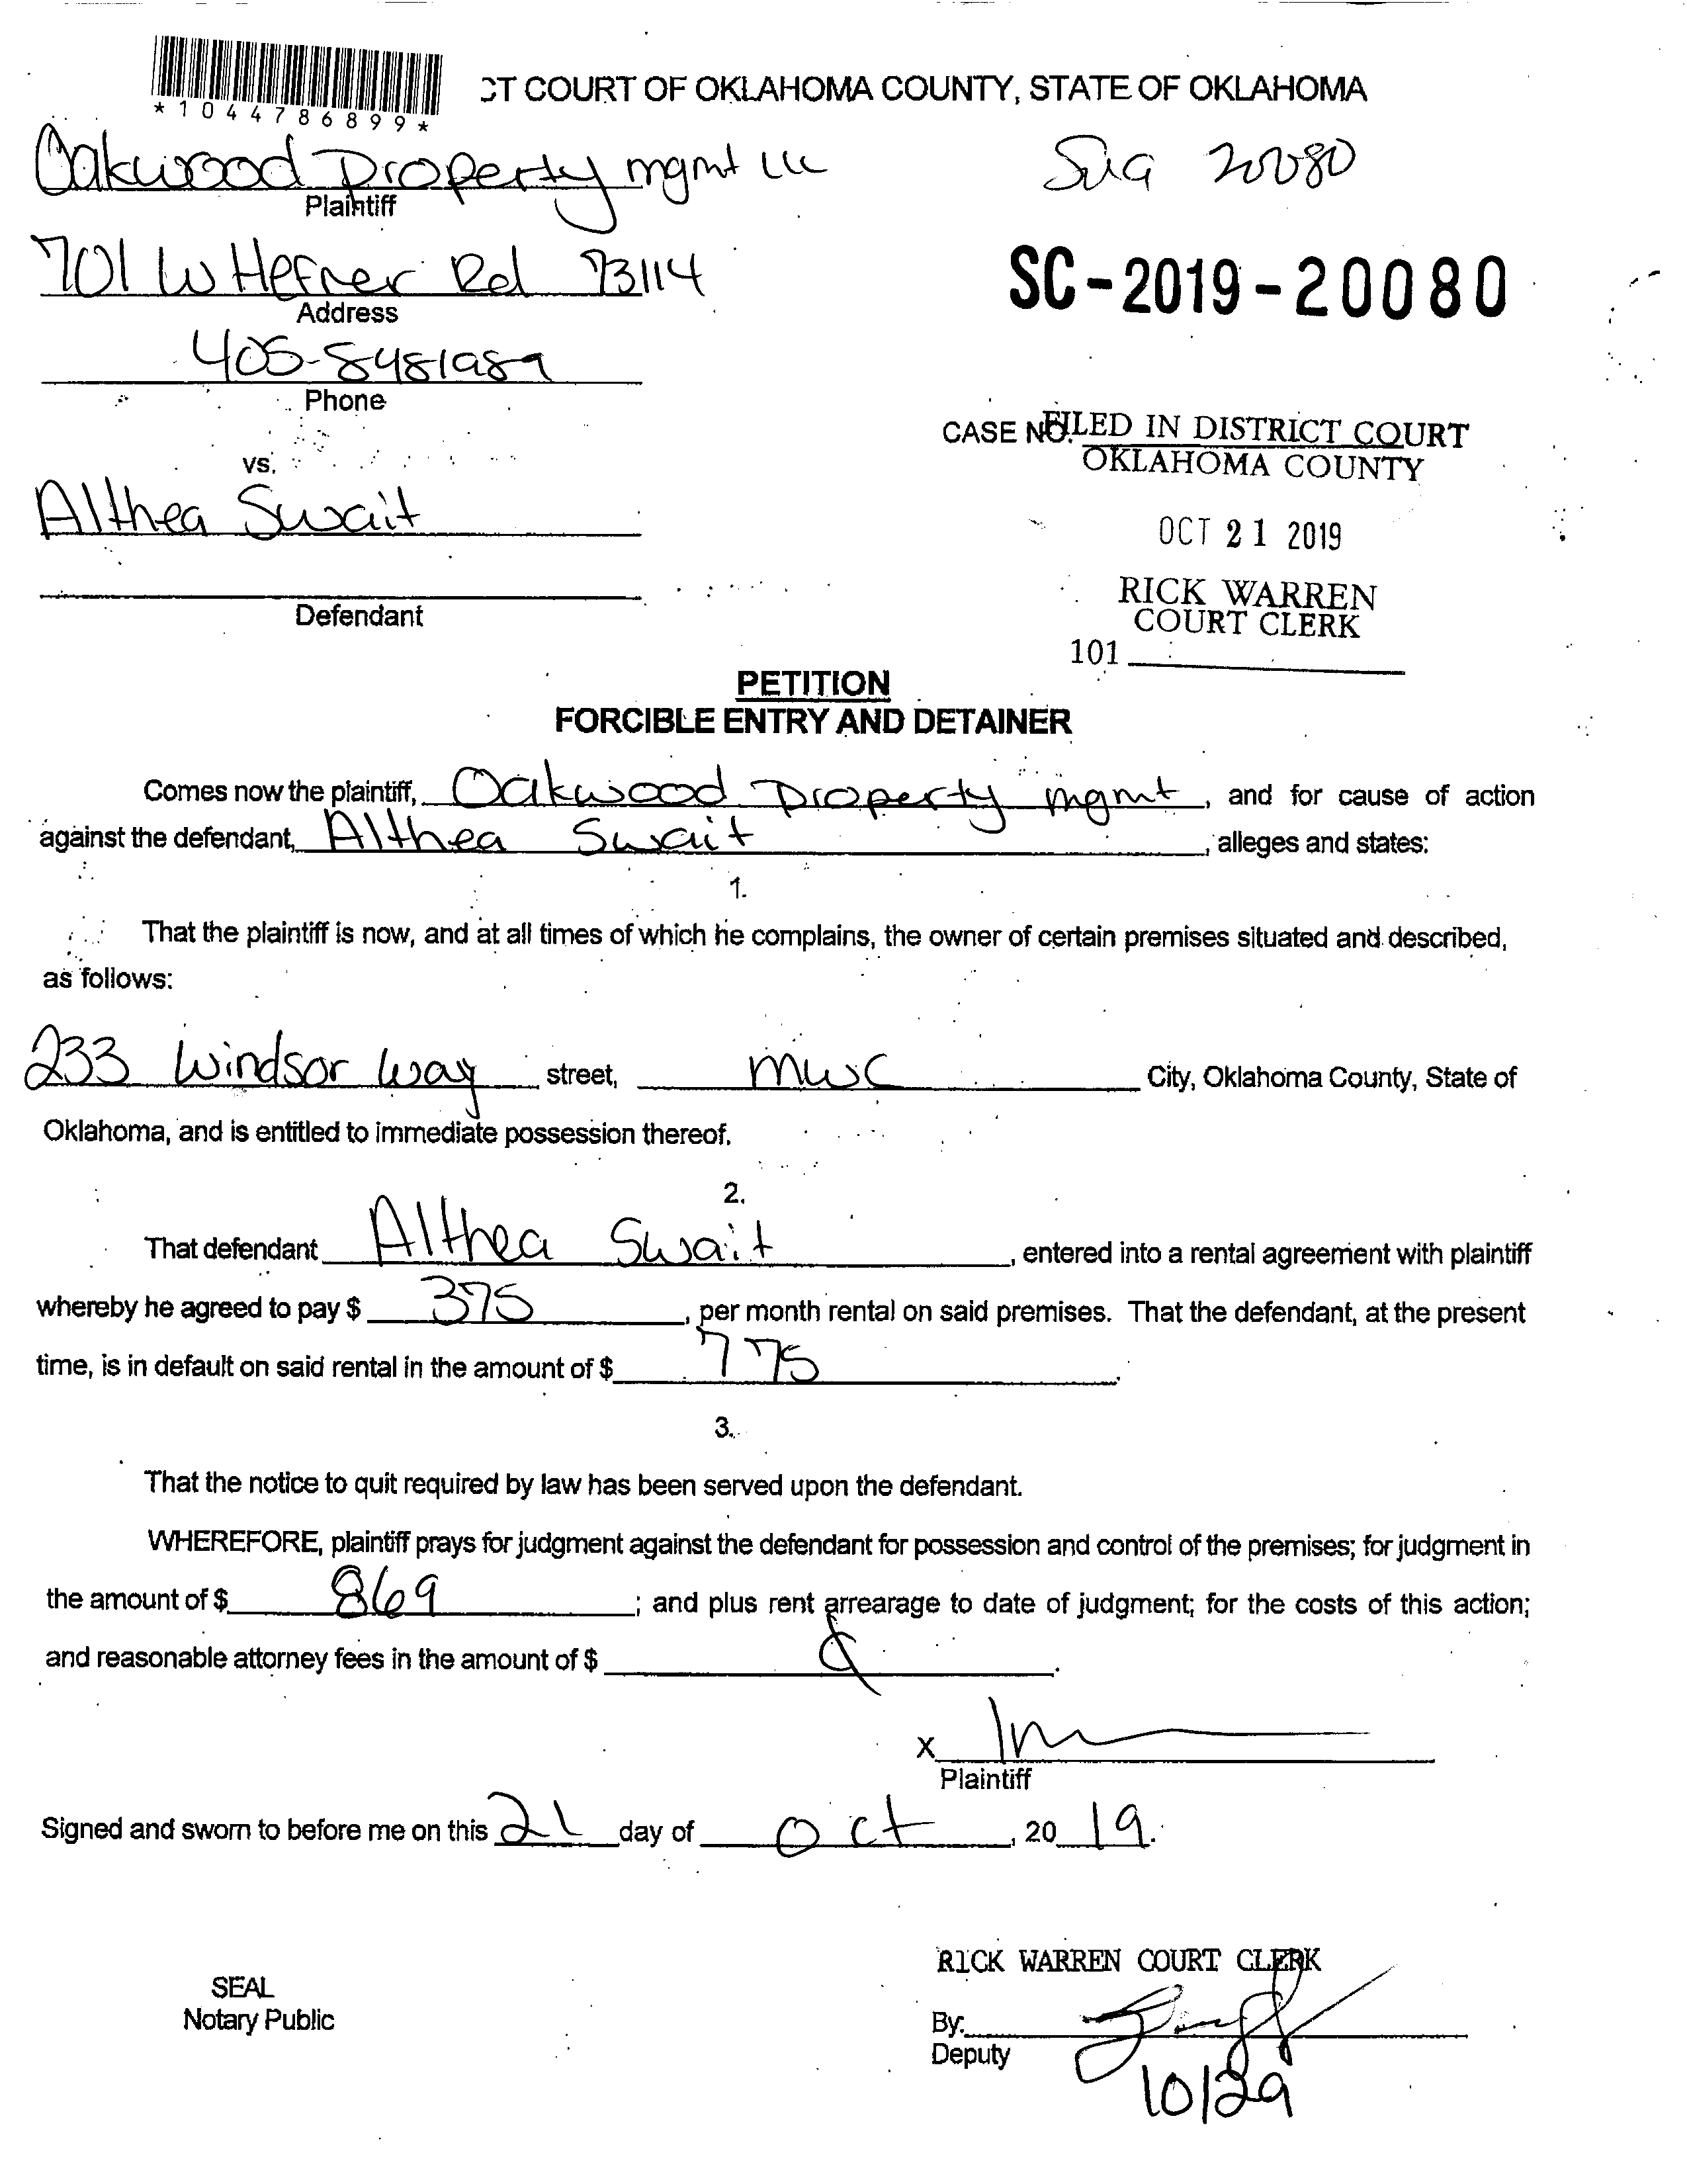 *1044786899*
CT COURT OF OKLAHOMA COUNTY, STATE OF OKLAHOMA
Oakwood Property mgmt llc
20080
Plaintiff
701 W Hefner Rd 73114
SC-2019-20080
Address
405-8481989
Phone
CASE NO. FILED IN DISTRICT COURT
OKLAHOMA COUNTY
vs.
Althea Swait
OCT 21 2019
RICK WARREN
COURT CLERK
Defendant
101
PETITION
FORCIBLE ENTRY AND DETAINER
Comes now the plaintiff, Oakwood Property mgmt, and for cause of action
against the defendant, Althea Swait, alleges and states:
1.
That the plaintiff is now, and at all times of which he complains, the owner of certain premises situated and described,
as follows:
233 Windsor Way street, mwc City, Oklahoma County, State of
Oklahoma, and is entitled to immediate possession thereof.
2.
That defendant Althea Swait, entered into a rental agreement with plaintiff
whereby he agreed to pay $ 375, per month rental on said premises. That the defendant, at the present
time, is in default on said rental in the amount of $ 775.
3.
That the notice to quit required by law has been served upon the defendant.
WHEREFORE, plaintiff prays for judgment against the defendant for possession and control of the premises; for judgment in
the amount of $ 869; and plus rent arrearage to date of judgment; for the costs of this action;
and reasonable attorney fees in the amount of $
X
Plaintiff
Signed and sworn to before me on this 21 day of Oct, 2019.
RICK WARREN COURT CLERK
SEAL
Notary Public
By:
Deputy
10/29